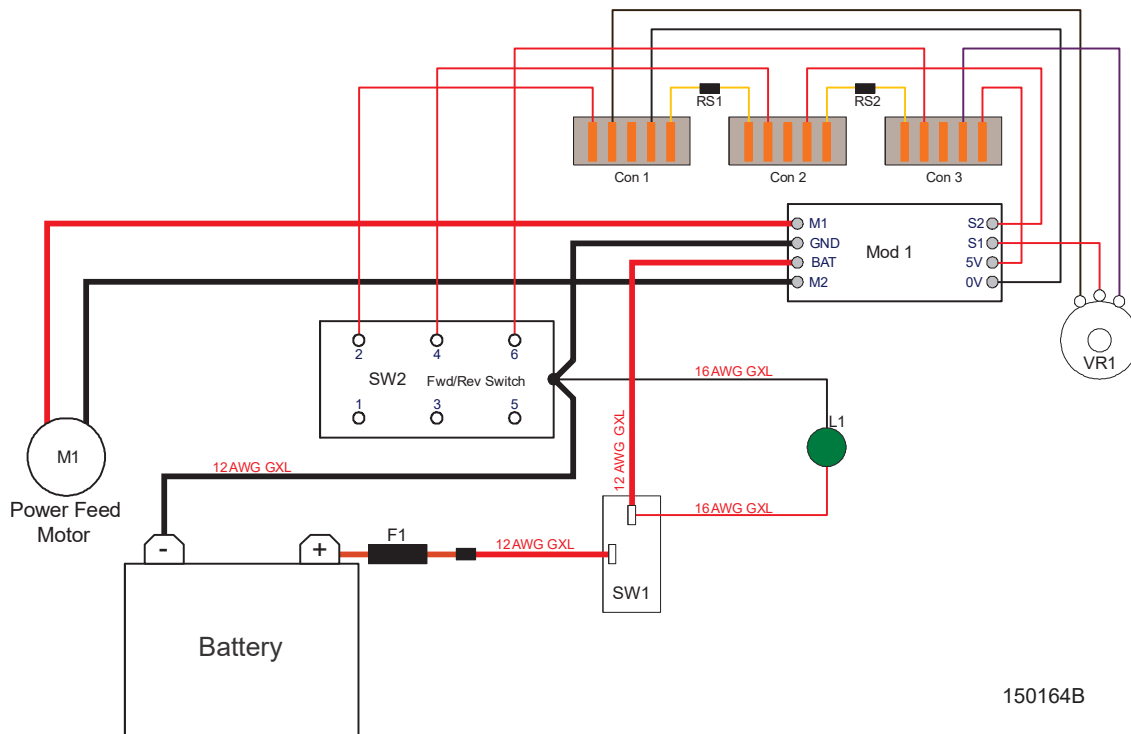 RS1
RS2
Con 1
Con 2
Con 3
M1
S2
GND
S1
Mod 1
BAT
5V
M2
0V
2
4
6
SW2
Fwd/Rev Switch
1
3
5
VR1
16AWG GXL
L1
12 AWG GXL
M1
12AWG GXL
Power Feed
Motor
16AWG GXL
-
+
F1
12AWG GXL
SW1
Battery
150164B